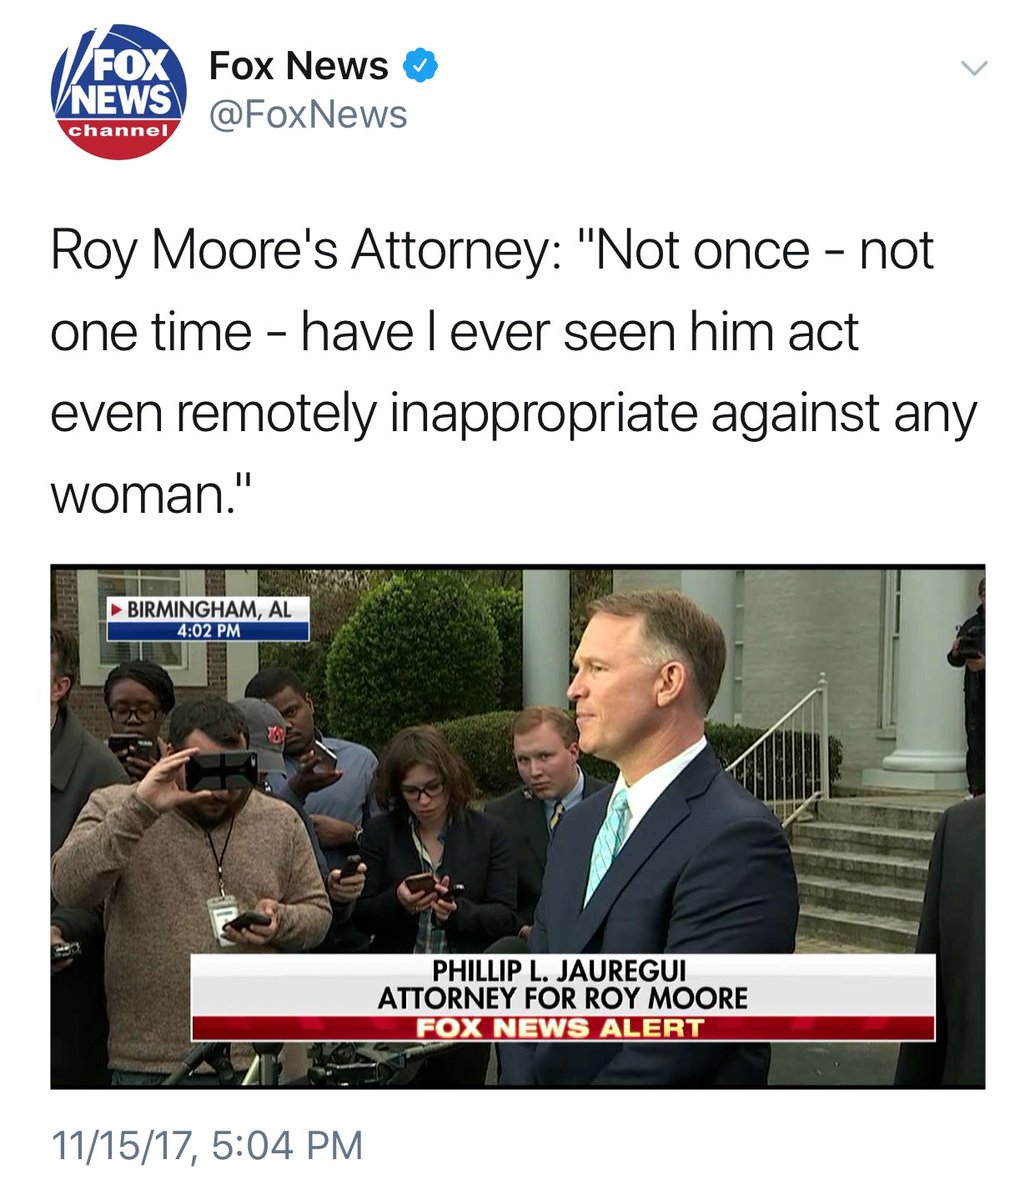 FOX
NEWS
channel
Fox News
@FoxNews
Roy Moore's Attorney: "Not once - not
one time - have I ever seen him act
even remotely inappropriate against any
woman."
BIRMINGHAM, AL
4:02 PM
PHILLIP L. JAUREGUI
ATTORNEY FOR ROY MOORE
FOX NEWS ALERT
11/15/17, 5:04 PM